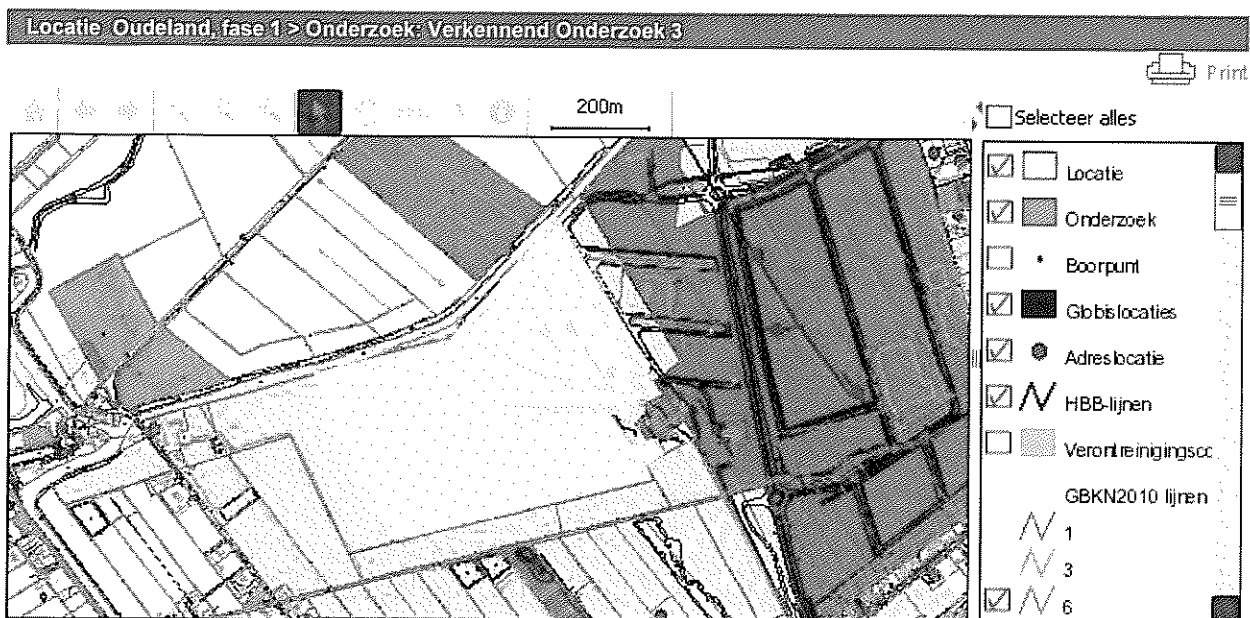 Locatie Oudeland, fase 1 > Onderzoek: Verkennend Onderzoek 3
Print
200m
Selecteer alles
Locatie
Onderzoek
Boorpunt
Globislocaties
Adreslocatie
HBB-lijnen
GBKN2010 lijnen
1
3
6